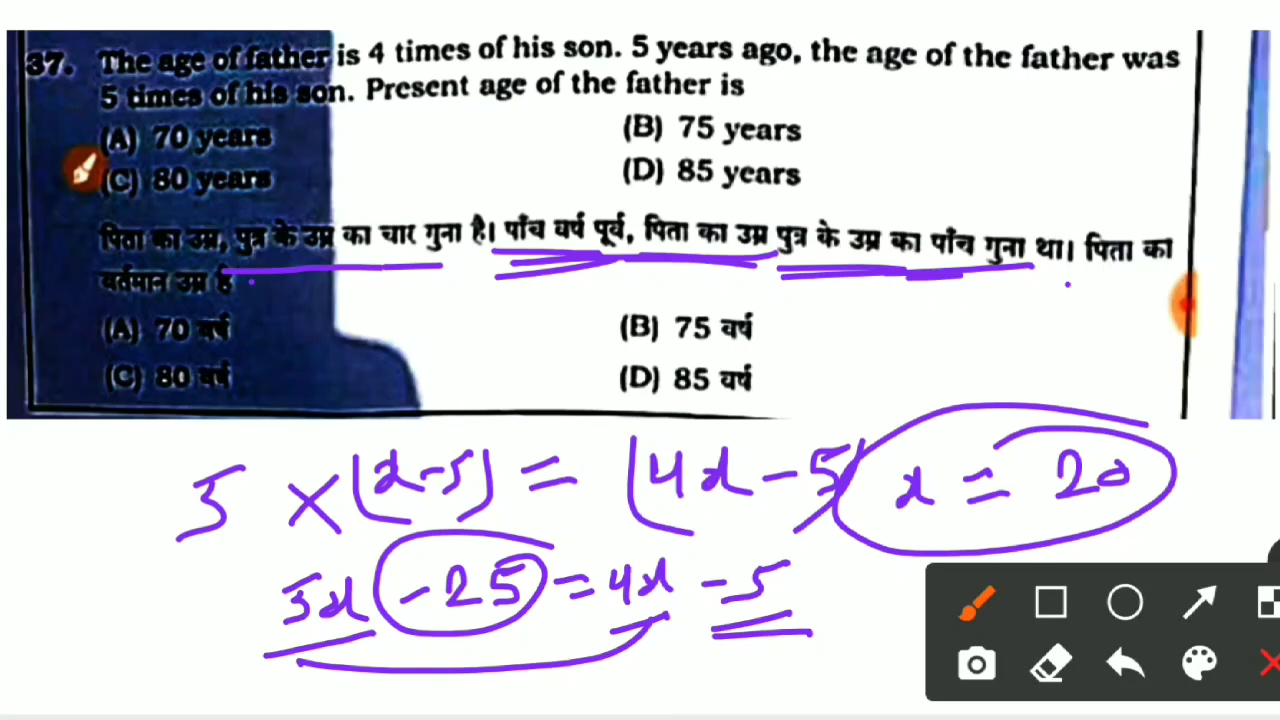 37. The age of father is 4 times of his son. 5 years ago, the age of the father was
5 times of his son. Present age of the father is
(A) 70 years (B) 75 years
(C) 80 years (D) 85 years
पिता का उम्र, पुत्र के उम्र का चार गुना है। पाँच वर्ष पूर्व, पिता का उम्र पुत्र के उम्र का पाँच गुना था। पिता का
वर्तमान उम्र है
(A) 70 वर्ष (B) 75 वर्ष
(C) 80 वर्ष (D) 85 वर्ष
5 × (x-5) = (4x - 5) x = 20
5x - 25 = 4x - 5